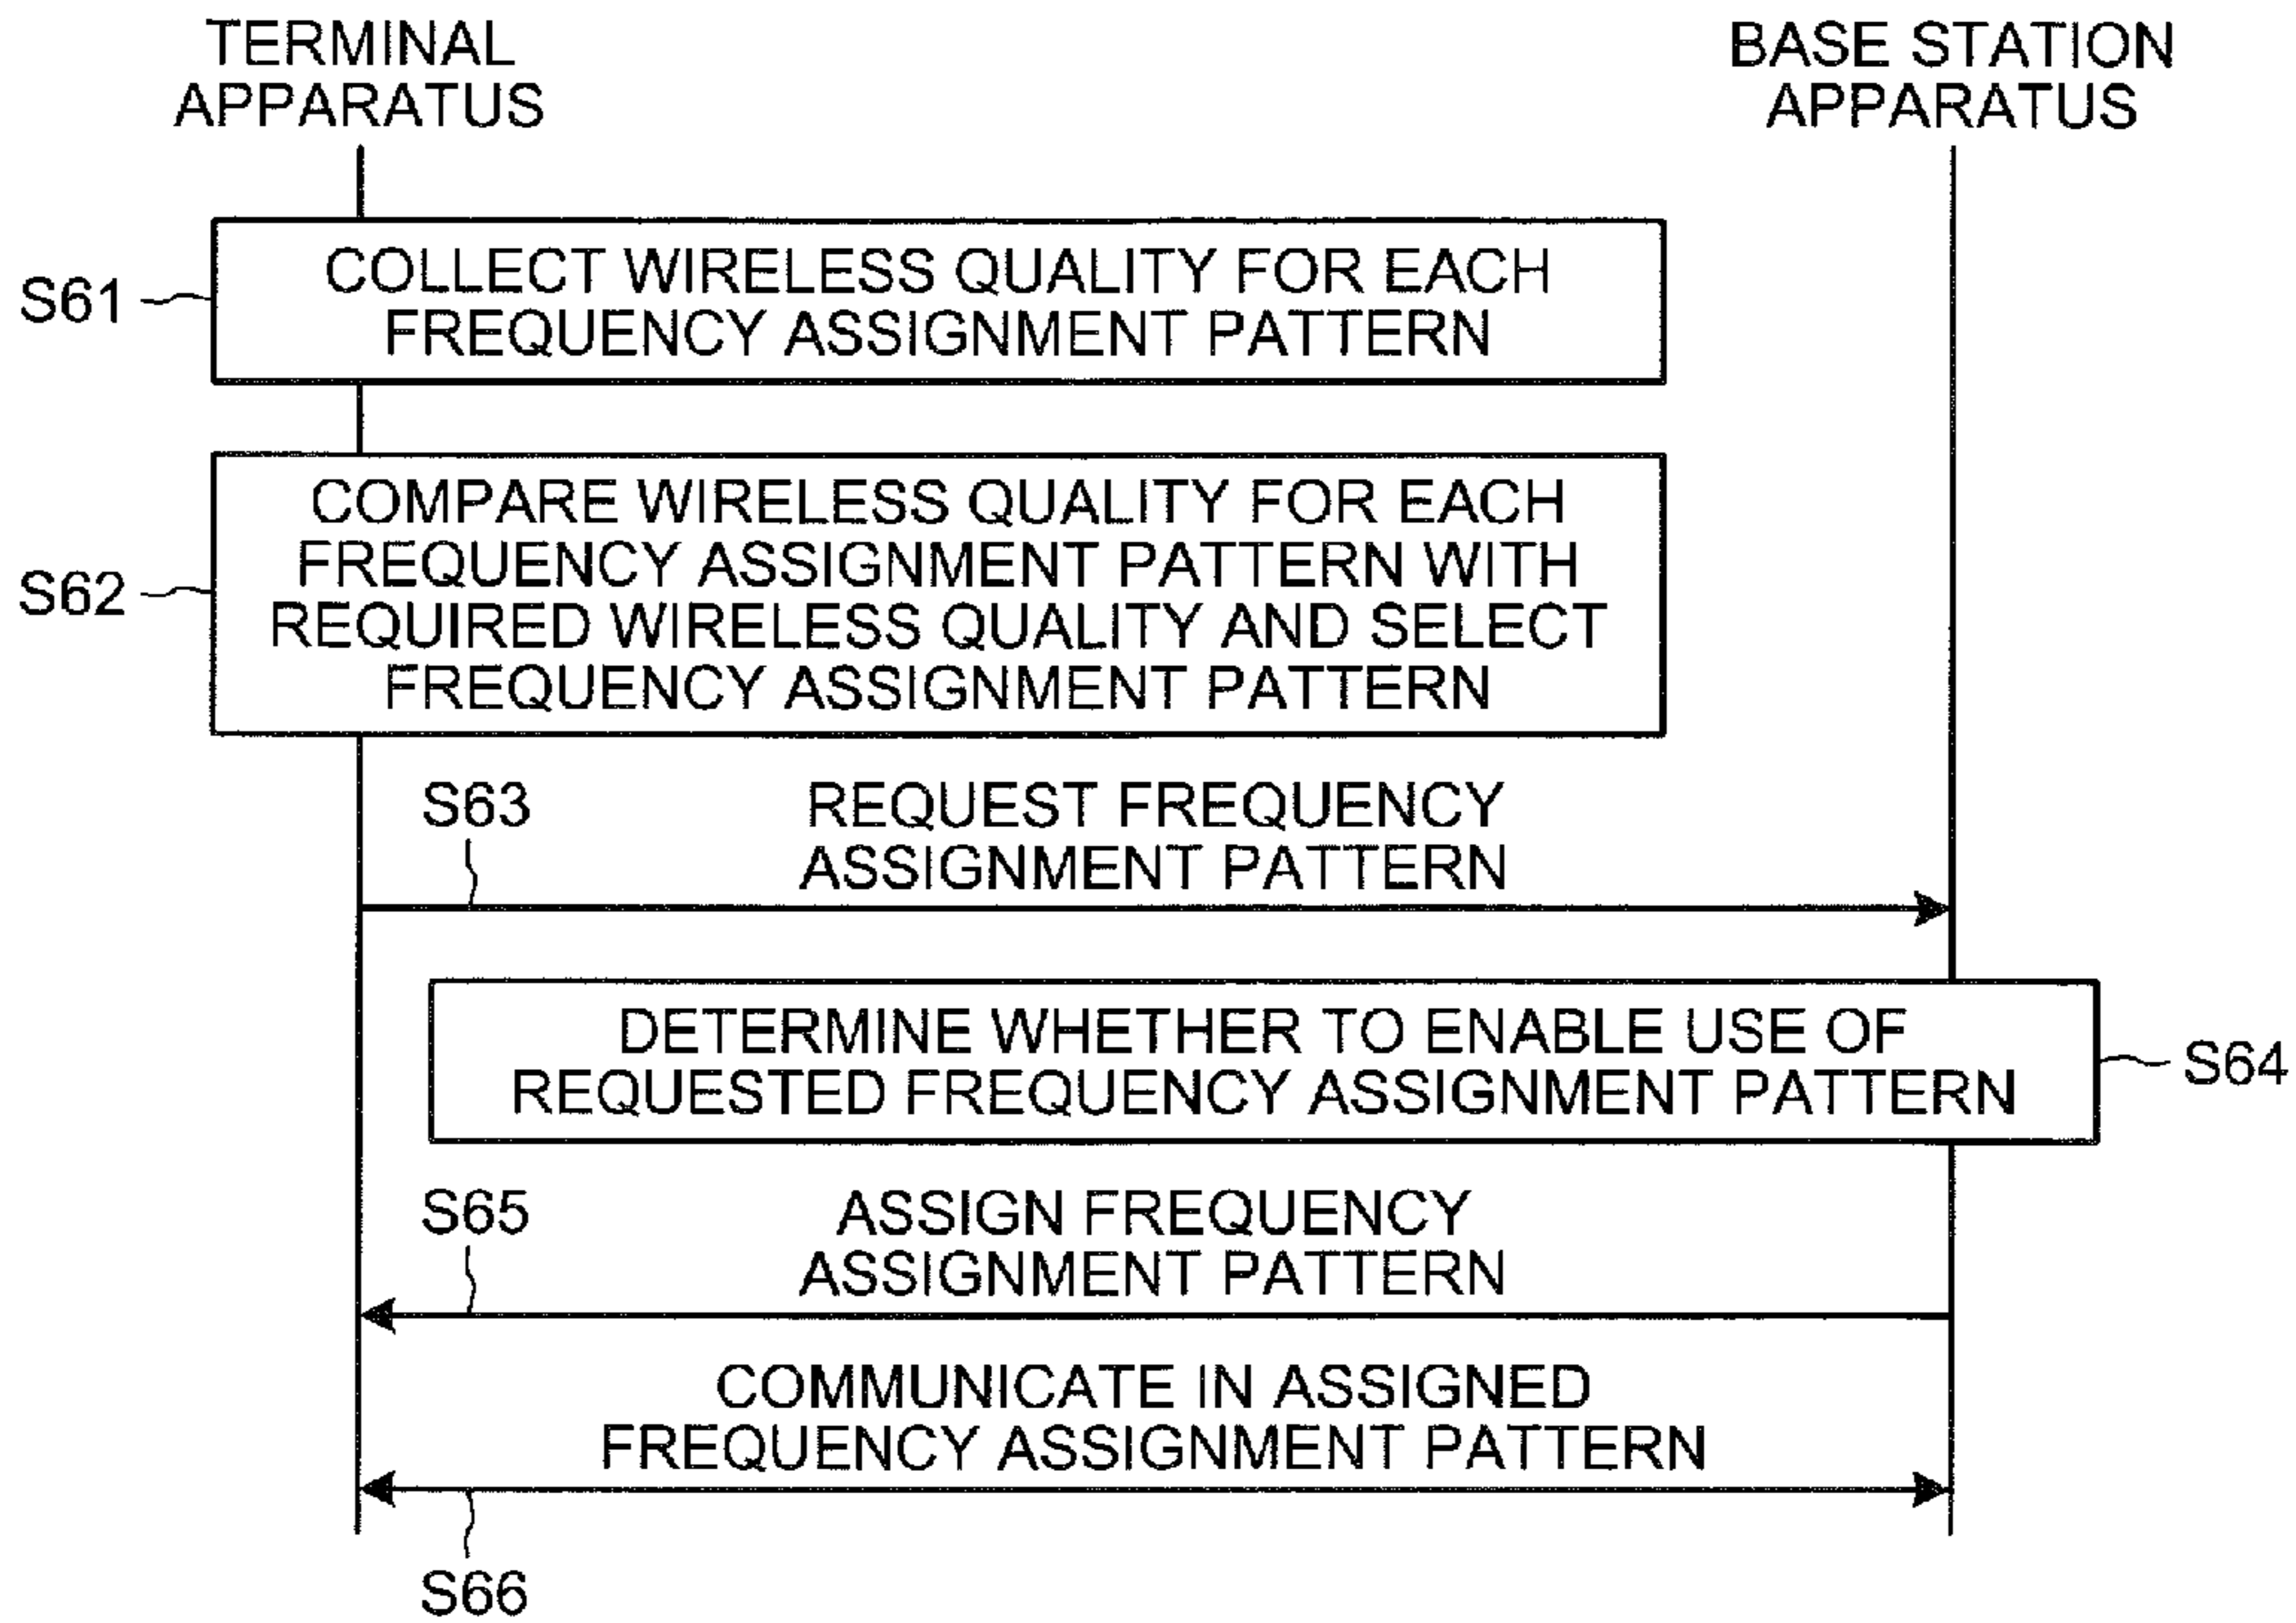 TERMINAL
APPARATUS
BASE STATION
APPARATUS
S61
COLLECT WIRELESS QUALITY FOR EACH
FREQUENCY ASSIGNMENT PATTERN
S62
COMPARE WIRELESS QUALITY FOR EACH
FREQUENCY ASSIGNMENT PATTERN WITH
REQUIRED WIRELESS QUALITY AND SELECT
FREQUENCY ASSIGNMENT PATTERN
S63
REQUEST FREQUENCY
ASSIGNMENT PATTERN
DETERMINE WHETHER TO ENABLE USE OF
REQUESTED FREQUENCY ASSIGNMENT PATTERN
S64
S65
ASSIGN FREQUENCY
ASSIGNMENT PATTERN
COMMUNICATE IN ASSIGNED
FREQUENCY ASSIGNMENT PATTERN
S66